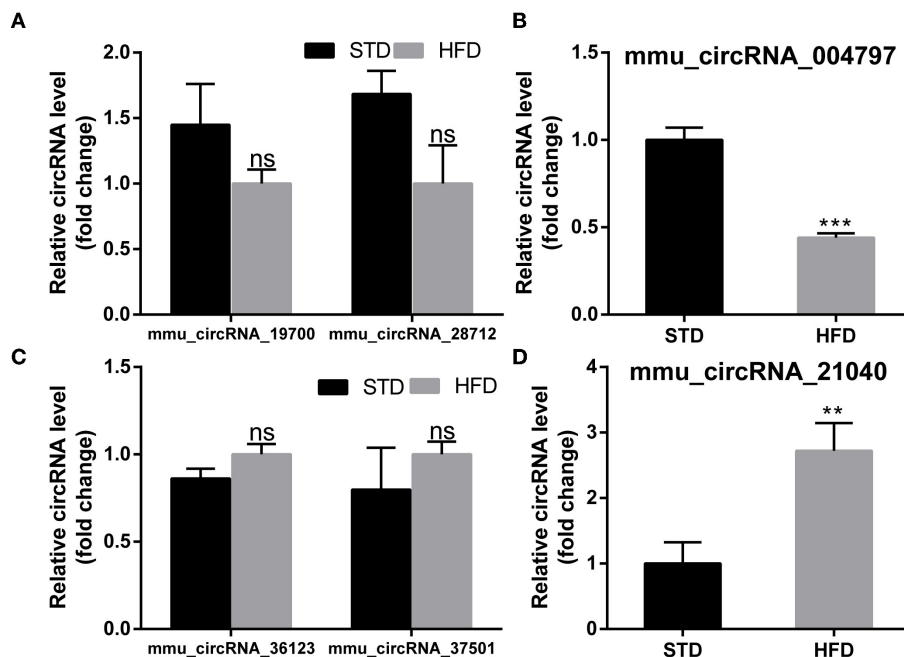 A
Relative circRNA level
(fold change)
2.0
1.5
1.0
0.5
0.0
STD HFD
ns
ns
mmu_circRNA_19700 mmu_circRNA_28712
B
Relative circRNA level
(fold change)
1.5
1.0
0.5
0.0
mmu_circRNA_004797
***
STD HFD
C
Relative circRNA level
(fold change)
1.5
1.0
0.5
0.0
STD HFD
ns
ns
mmu_circRNA_36123 mmu_circRNA_37501
D
Relative circRNA level
(fold change)
4
3
2
1
0
mmu_circRNA_21040
**
STD HFD